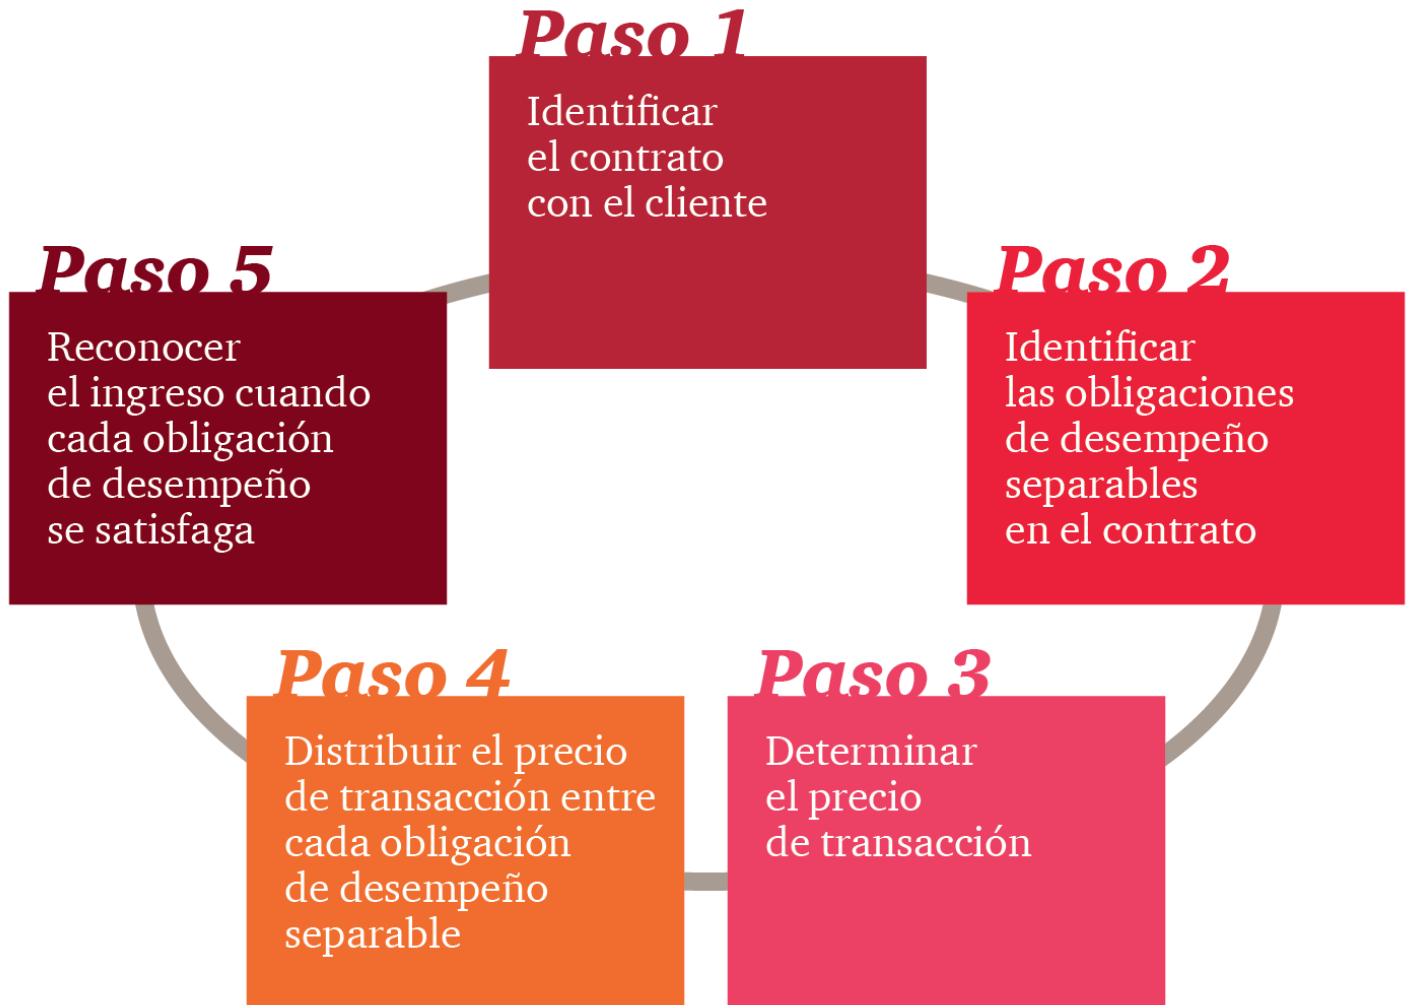 Paso 1
Identificar
el contrato
con el cliente
Paso 2
Identificar
las obligaciones
de desempeño
separables
en el contrato
Paso 3
Determinar
el precio
de transacción
Paso 4
Distribuir el precio
de transacción entre
cada obligación
de desempeño
separable
Paso 5
Reconocer
el ingreso cuando
cada obligación
de desempeño
se satisfaga